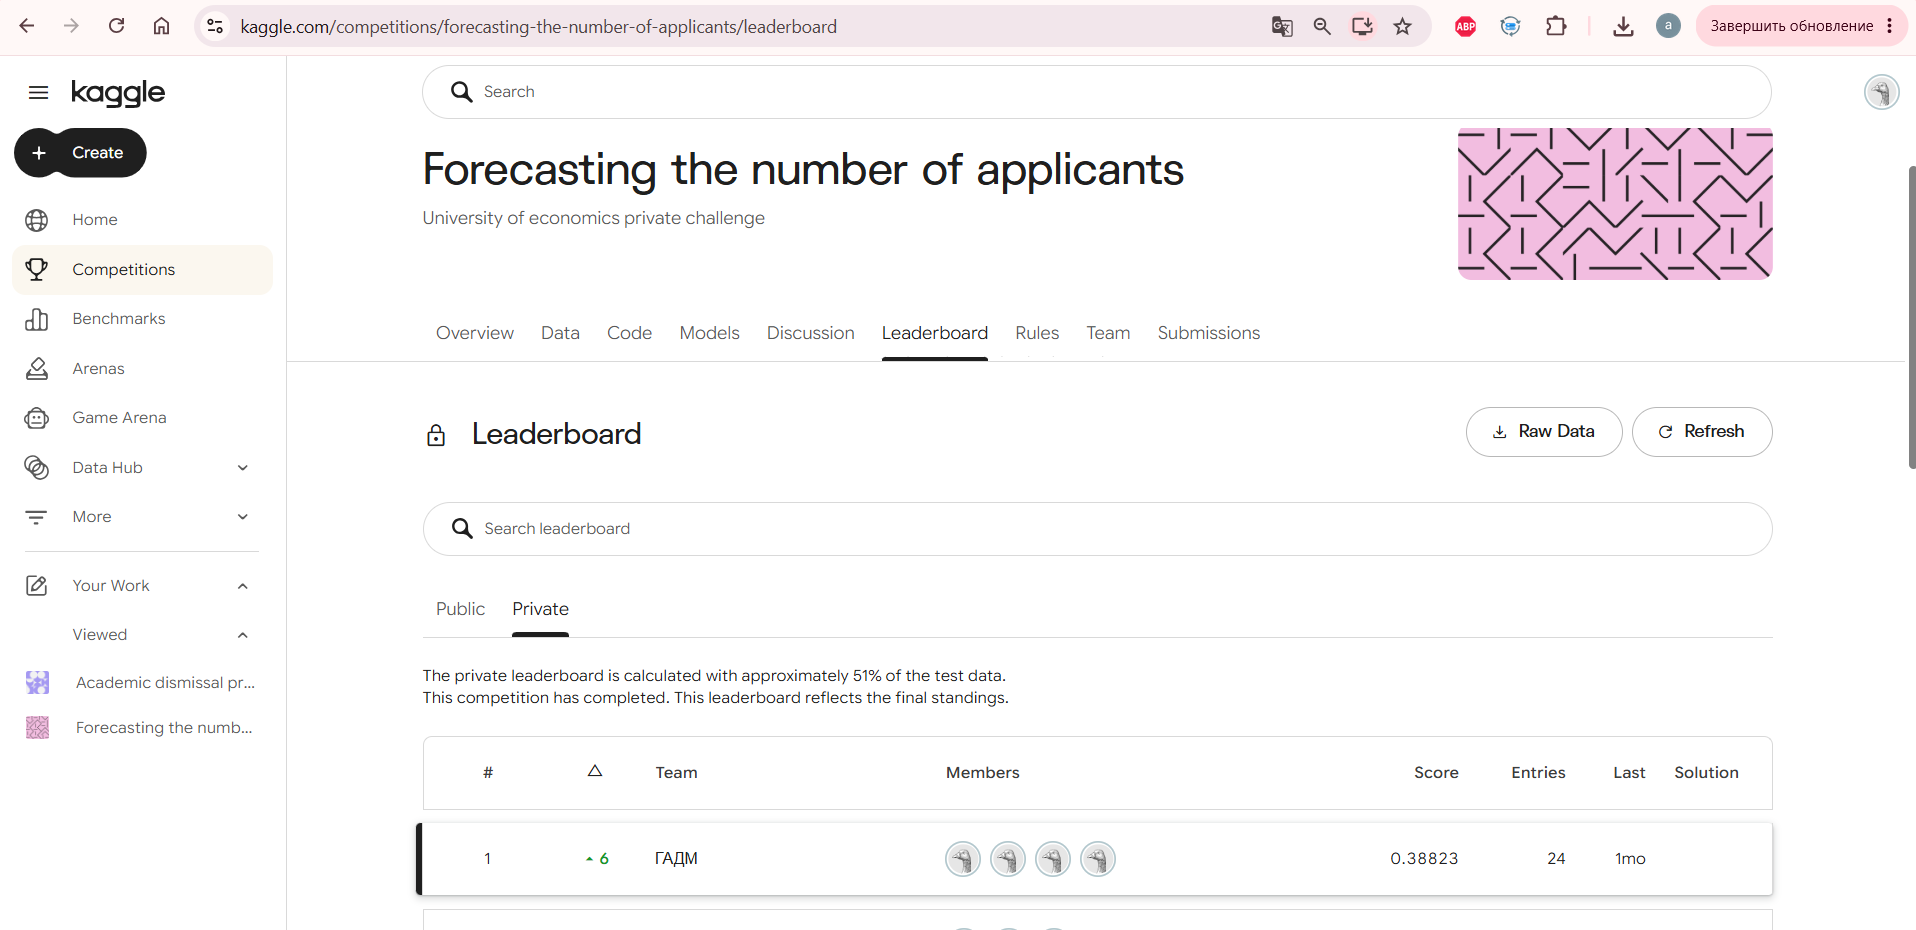 kaggle.com/competitions/forecasting-the-number-of-applicants/leaderboard
ABP
a
Завершить обновление
kaggle
Search
Create
Home
Competitions
Benchmarks
Arenas
Game Arena
Data Hub
More
Your Work
Viewed
Academic dismissal pr...
Forecasting the numb...
Forecasting the number of applicants
University of economics private challenge
Overview Data Code Models Discussion Leaderboard Rules Team Submissions
Leaderboard
Raw Data Refresh
Search leaderboard
Public Private
The private leaderboard is calculated with approximately 51% of the test data.
This competition has completed. This leaderboard reflects the final standings.
# △ Team Members Score Entries Last Solution
1 6 ГАДМ 0.38823 24 1mo